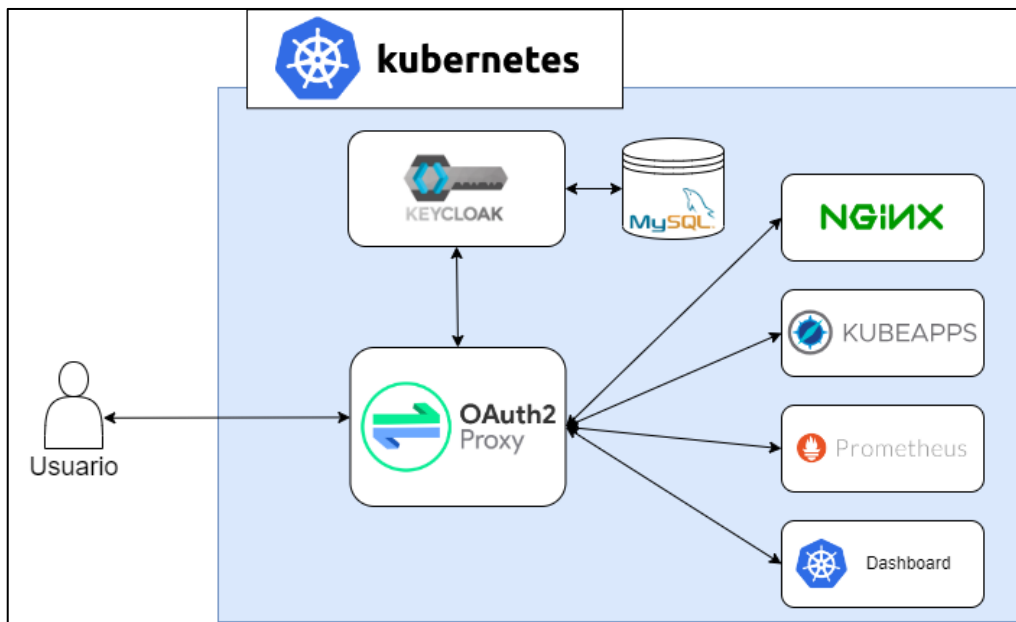 kubernetes
KEYCLOAK
MySQL
NGINX
KUBEAPPS
OAuth2
Proxy
Prometheus
Usuario
Dashboard